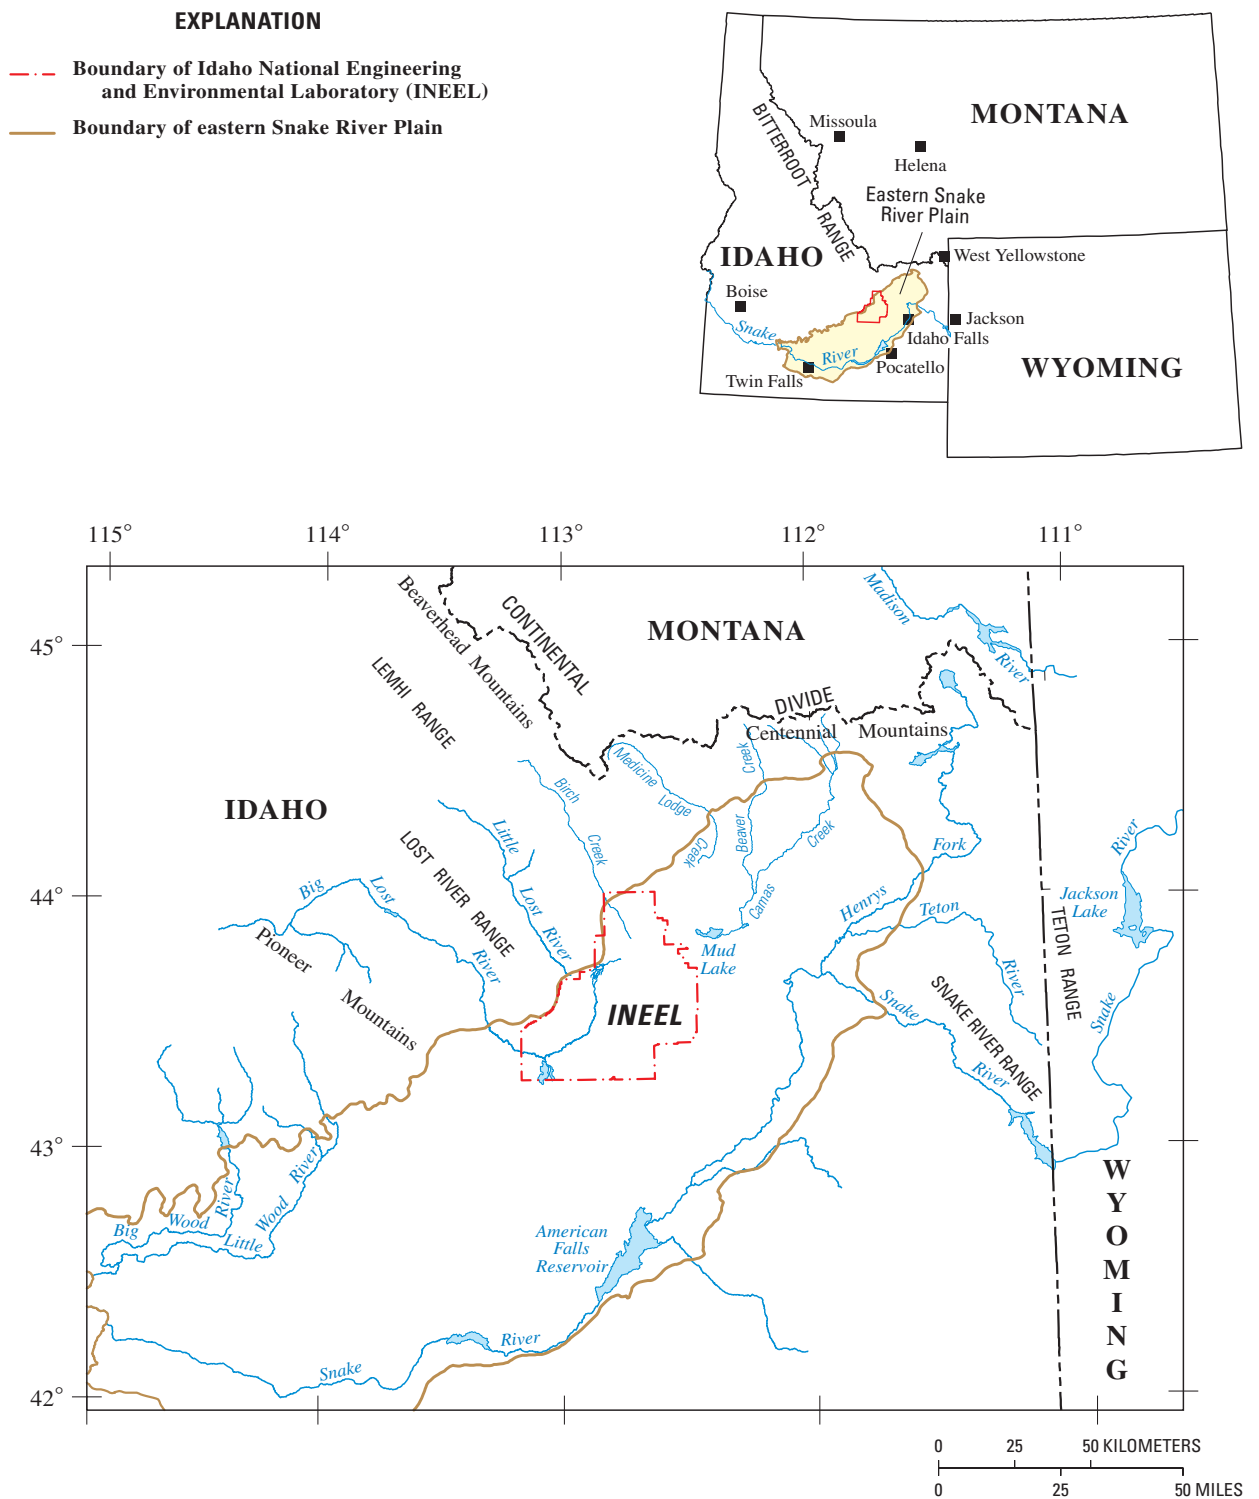 EXPLANATION
Boundary of Idaho National Engineering
and Environmental Laboratory (INEEL)
Boundary of eastern Snake River Plain
MONTANA
BITTERROOT
RANGE
Missoula
Helena
Eastern Snake
River Plain
IDAHO
West Yellowstone
Boise
Snake
River
Jackson
Idaho Falls
Pocatello
Twin Falls
WYOMING
115°
114°
113°
112°
111°
45°
44°
43°
42°
Beaverhead Mountains
CONTINENTAL
DIVIDE
MONTANA
Madison
River
LEMHI RANGE
Centennial
Mountains
Medicine
Lodge
Creek
Birch
Creek
Creek
Beaver
Creek
Camas
IDAHO
Little
Lost
River
LOST RIVER RANGE
Big
Lost
River
Pioneer
Mountains
Mud
Lake
Henrys
Fork
Teton
River
Jackson
Lake
River
Snake
TETON RANGE
INEEL
Snake
River
SNAKE RIVER RANGE
Big
Wood
River
Little
Wood
River
American
Falls
Reservoir
Snake
River
WYOMING
0 25 50 KILOMETERS
0 25 50 MILES